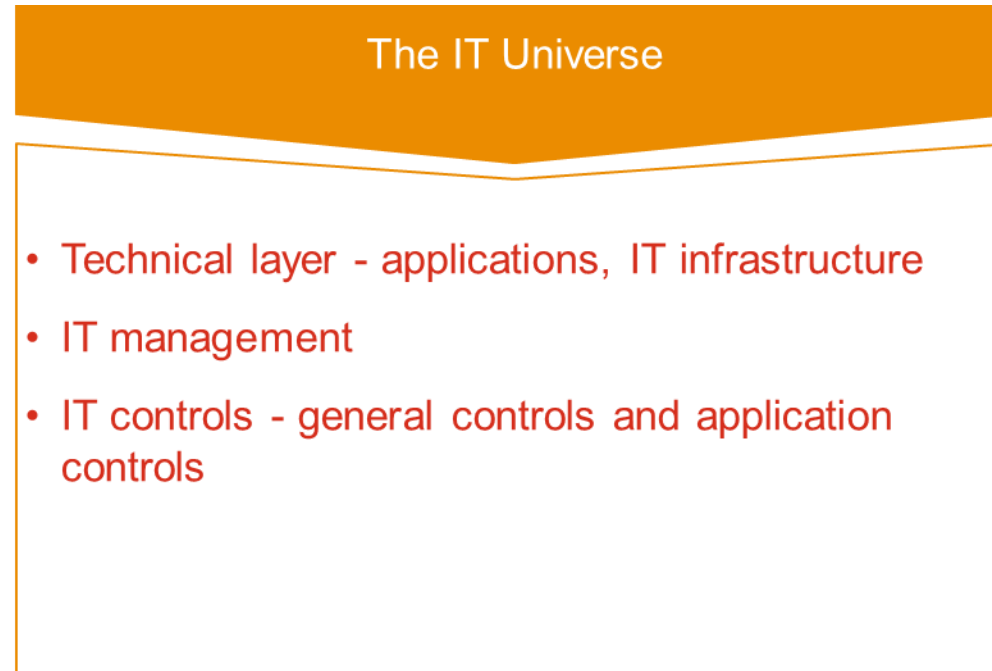 The IT Universe
• Technical layer - applications, IT infrastructure
• IT management
• IT controls - general controls and application
controls